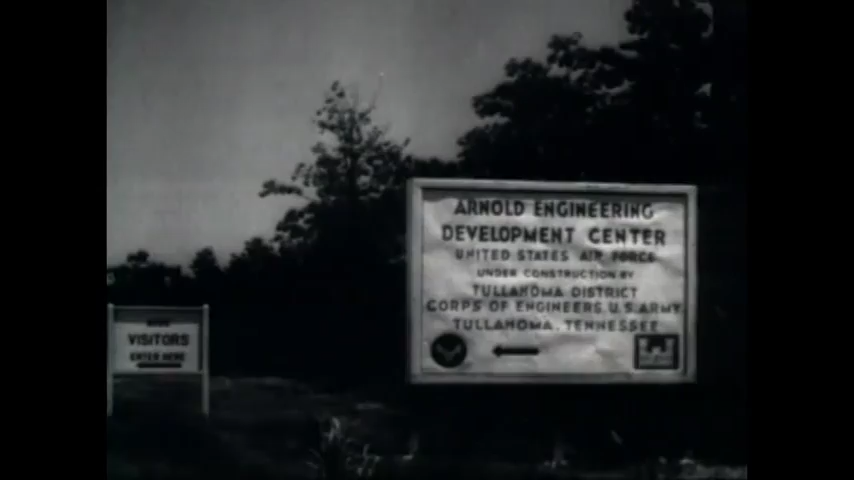 ARNOLD ENGINEERING
DEVELOPMENT CENTER
UNITED STATES AIR FORCE
UNDER CONSTRUCTION BY
TULLAHOMA DISTRICT
CORPS OF ENGINEERS, U.S. ARMY
TULLAHOMA, TENNESSEE
VISITORS
ENTER HERE